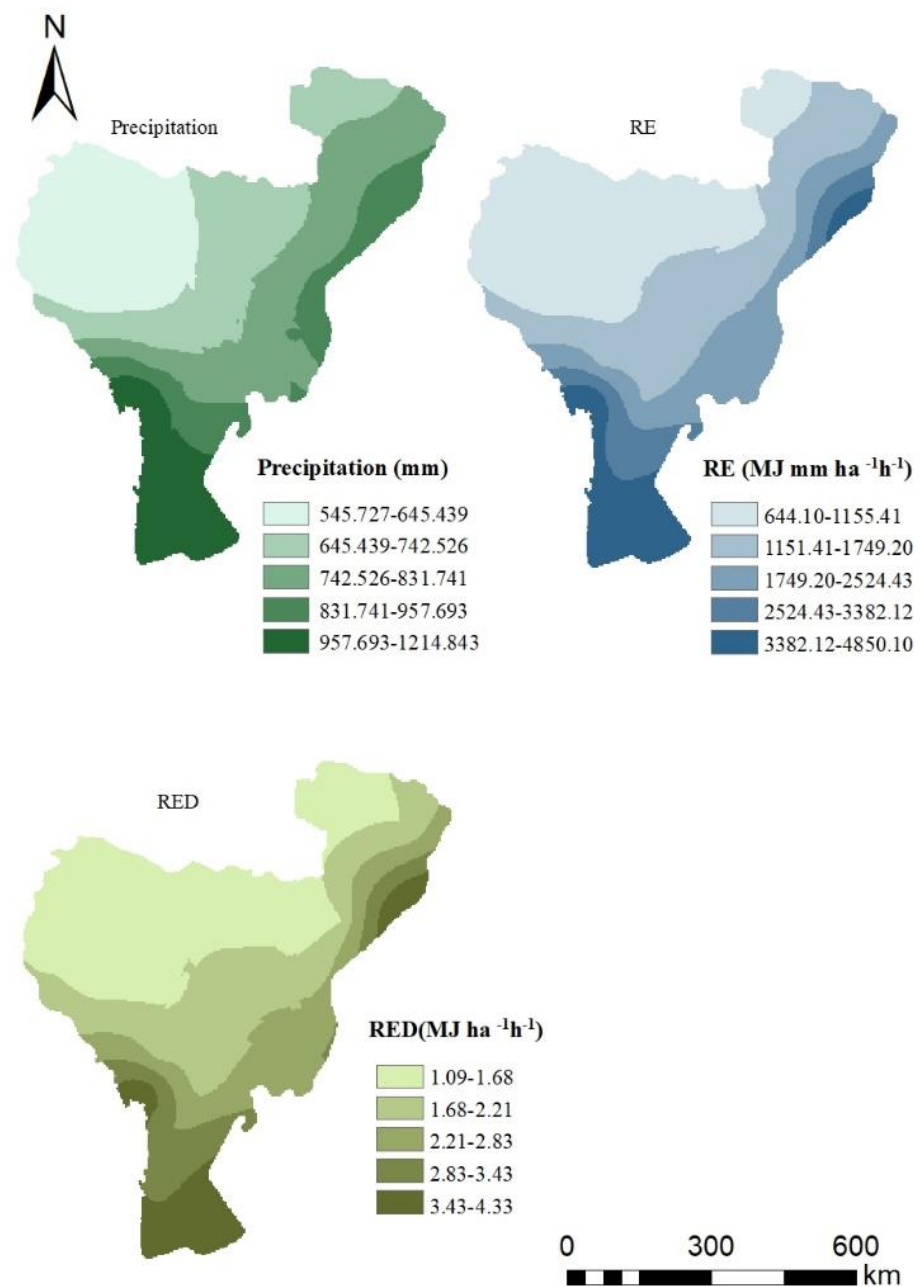 N
Precipitation
RE
Precipitation (mm)
545.727-645.439
645.439-742.526
742.526-831.741
831.741-957.693
957.693-1214.843
RE (MJ mm ha ⁻¹h⁻¹)
644.10-1155.41
1151.41-1749.20
1749.20-2524.43
2524.43-3382.12
3382.12-4850.10
RED
RED(MJ ha ⁻¹h⁻¹)
1.09-1.68
1.68-2.21
2.21-2.83
2.83-3.43
3.43-4.33
0 300 600
km